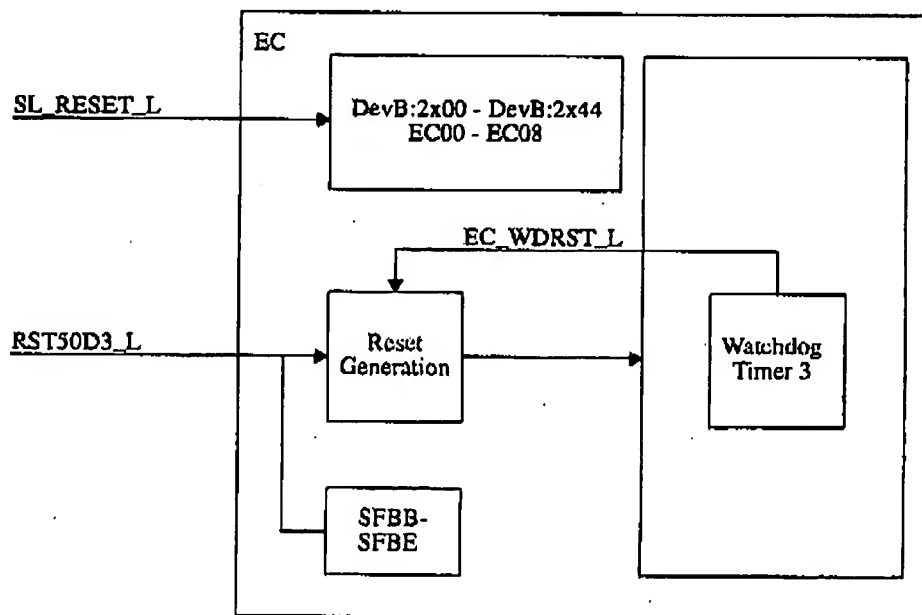 EC
SL_RESET_L
DevB:2x00 - DevB:2x44
EC00 - EC08
EC_WDRST_L
RST50D3_L
Reset
Generation
Watchdog
Timer 3
SFBB-
SFBE